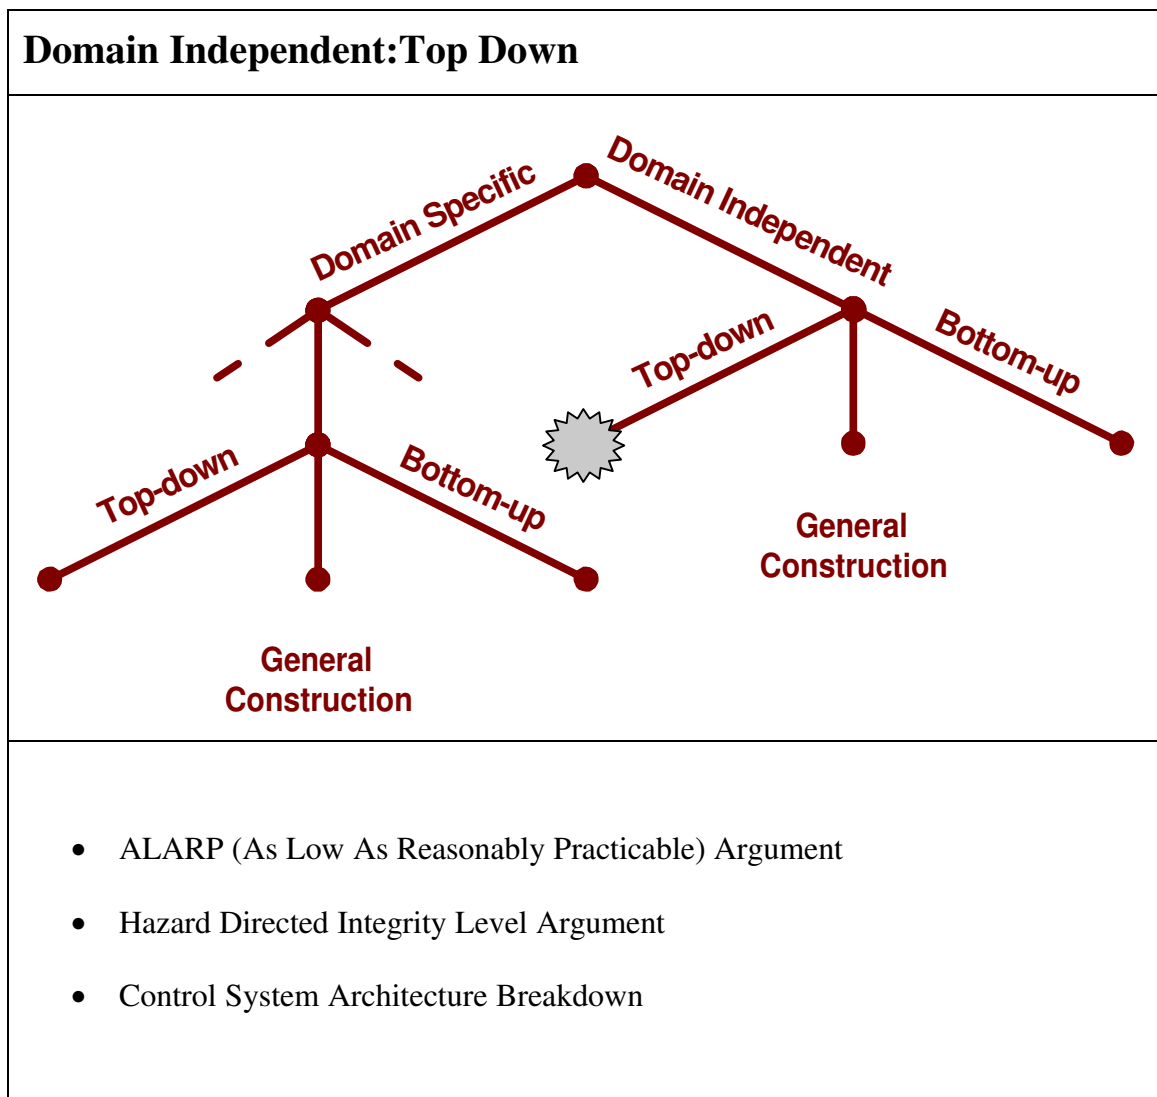 Domain Independent:Top Down
Domain Specific
Domain Independent
Top-down
Bottom-up
Top-down
Bottom-up
General
Construction
General
Construction
• ALARP (As Low As Reasonably Practicable) Argument
• Hazard Directed Integrity Level Argument
• Control System Architecture Breakdown